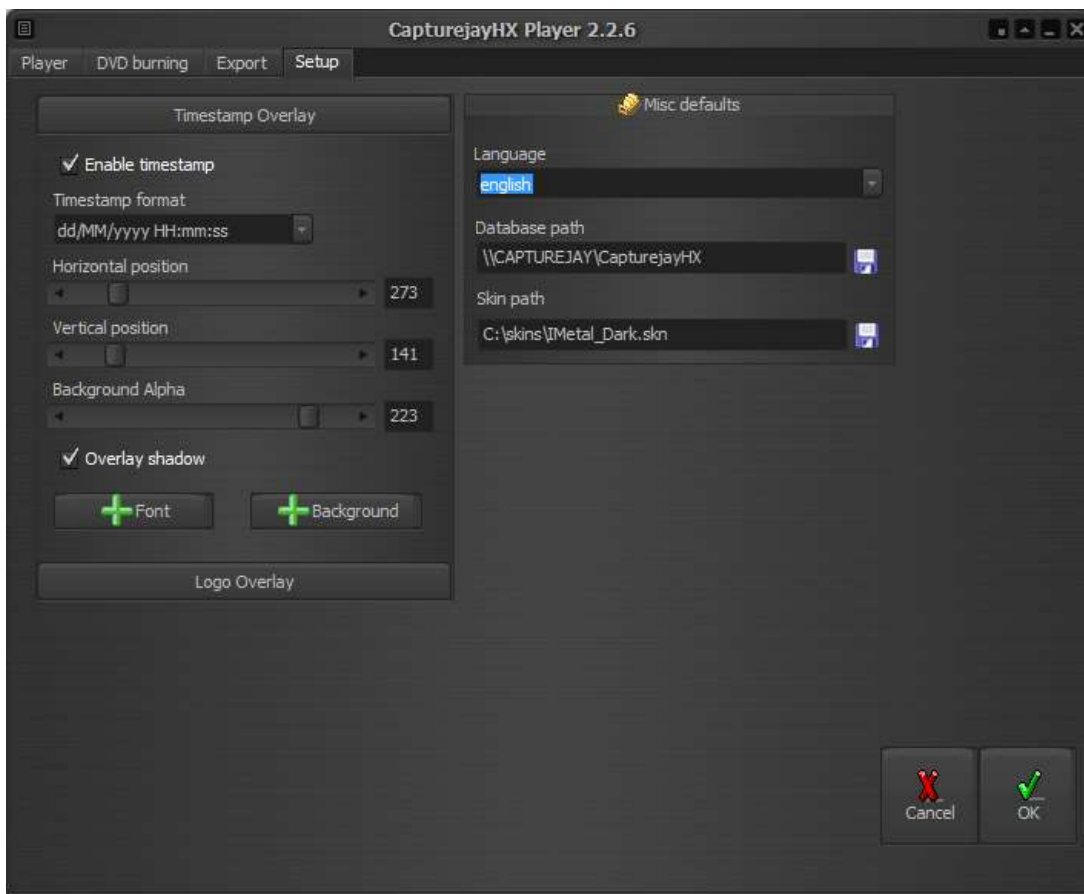 CapturejayHX Player 2.2.6
Player DVD burning Export Setup
Timestamp Overlay
Enable timestamp
Timestamp format
dd/MM/yyyy HH:mm:ss
Horizontal position
273
Vertical position
141
Background Alpha
223
Overlay shadow
Font Background
Logo Overlay
Misc defaults
Language
english
Database path
\\CAPTUREJAY\CapturejayHX
Skin path
C:\skins\IMetal_Dark.skn
Cancel OK